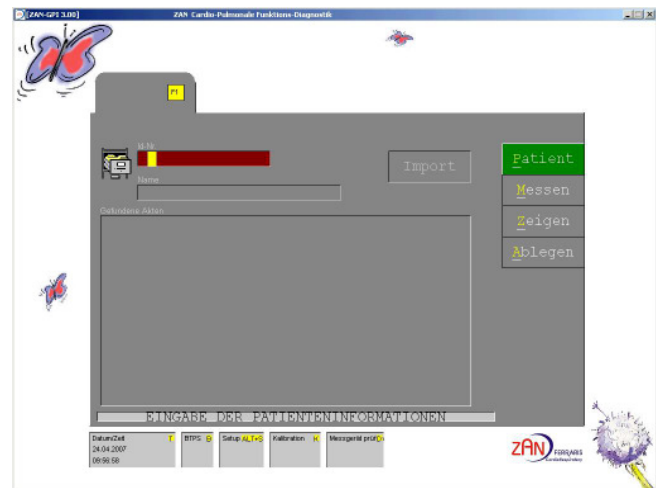 [ZAN-GPI 3.00] ZAN Cardio-Pulmonale Funktions-Diagnostik
F1
Id-Nr.
Import
Name
Gefundene Akten
Patient
Messen
Zeigen
Ablegen
EINGABE DER PATIENTENINFORMATIONEN
Datum/Zeit T
24.04.2007
09:56:58
BTPS B
Setup ALT+S
Kalibration K
Messgerät prüf
ZAN FERRARIS